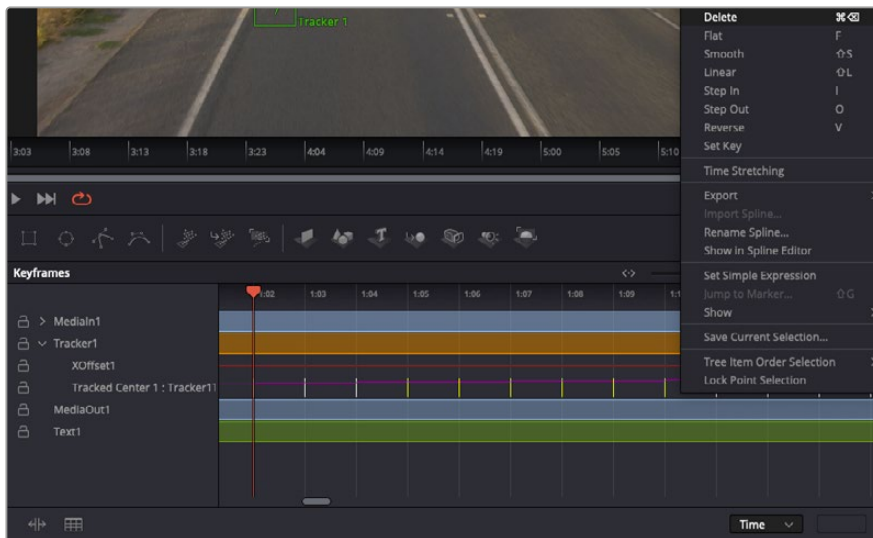 Tracker 1
Delete ⌘⌫
Flat F
Smooth ⇧S
Linear ⇧L
Step In I
Step Out O
Reverse V
Set Key
Time Stretching
Export
Import Spline...
Rename Spline...
Show in Spline Editor
Set Simple Expression
Jump to Marker... ⇧G
Show
Save Current Selection...
Tree Item Order Selection
Lock Point Selection
3:03 3:08 3:13 3:18 3:23 4:04 4:09 4:14 4:19 5:00 5:05 5:10
Keyframes
1:02 1:03 1:04 1:05 1:06 1:07 1:08 1:09
MediaIn1
Tracker1
XOffset1
Tracked Center 1 : Tracker1
MediaOut1
Text1
Time